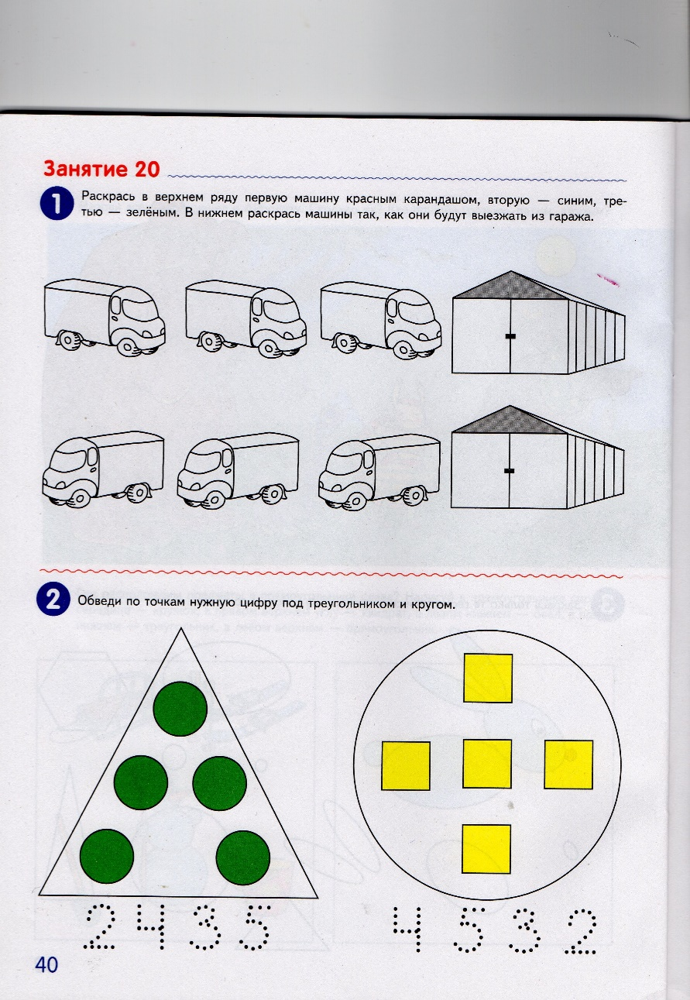 Занятие 20
1
Раскрась в верхнем ряду первую машину красным карандашом, вторую — синим, тре-
тью — зелёным. В нижнем раскрась машины так, как они будут выезжать из гаража.
2
Обведи по точкам нужную цифру под треугольником и кругом.
2 4 3 5
4 5 3 2
40